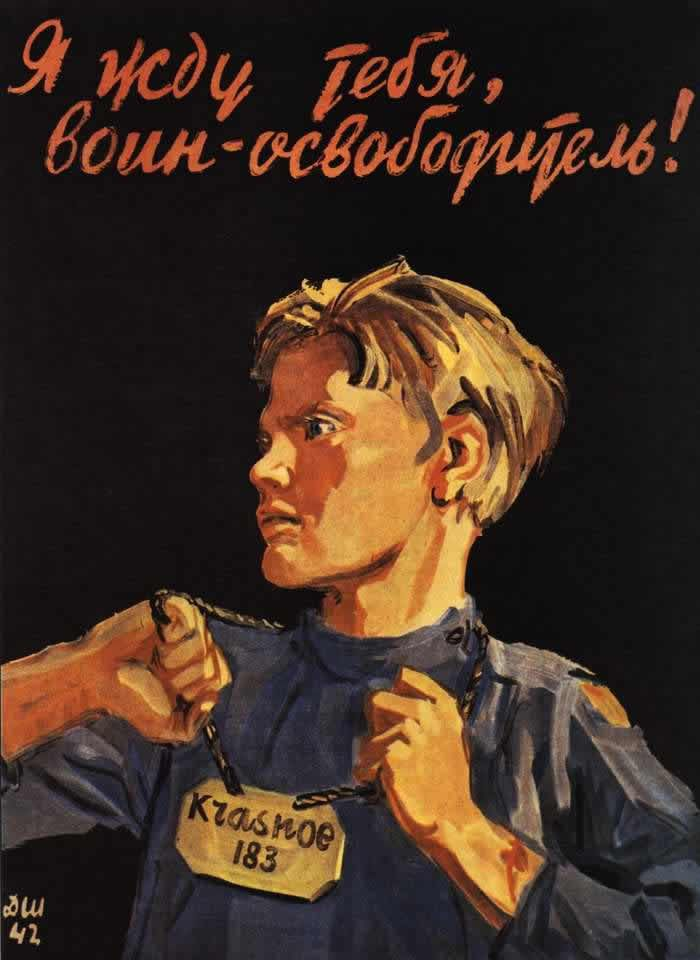 Я жду тебя,
воин-освободитель!
Krasnoe
183
ДШ
42